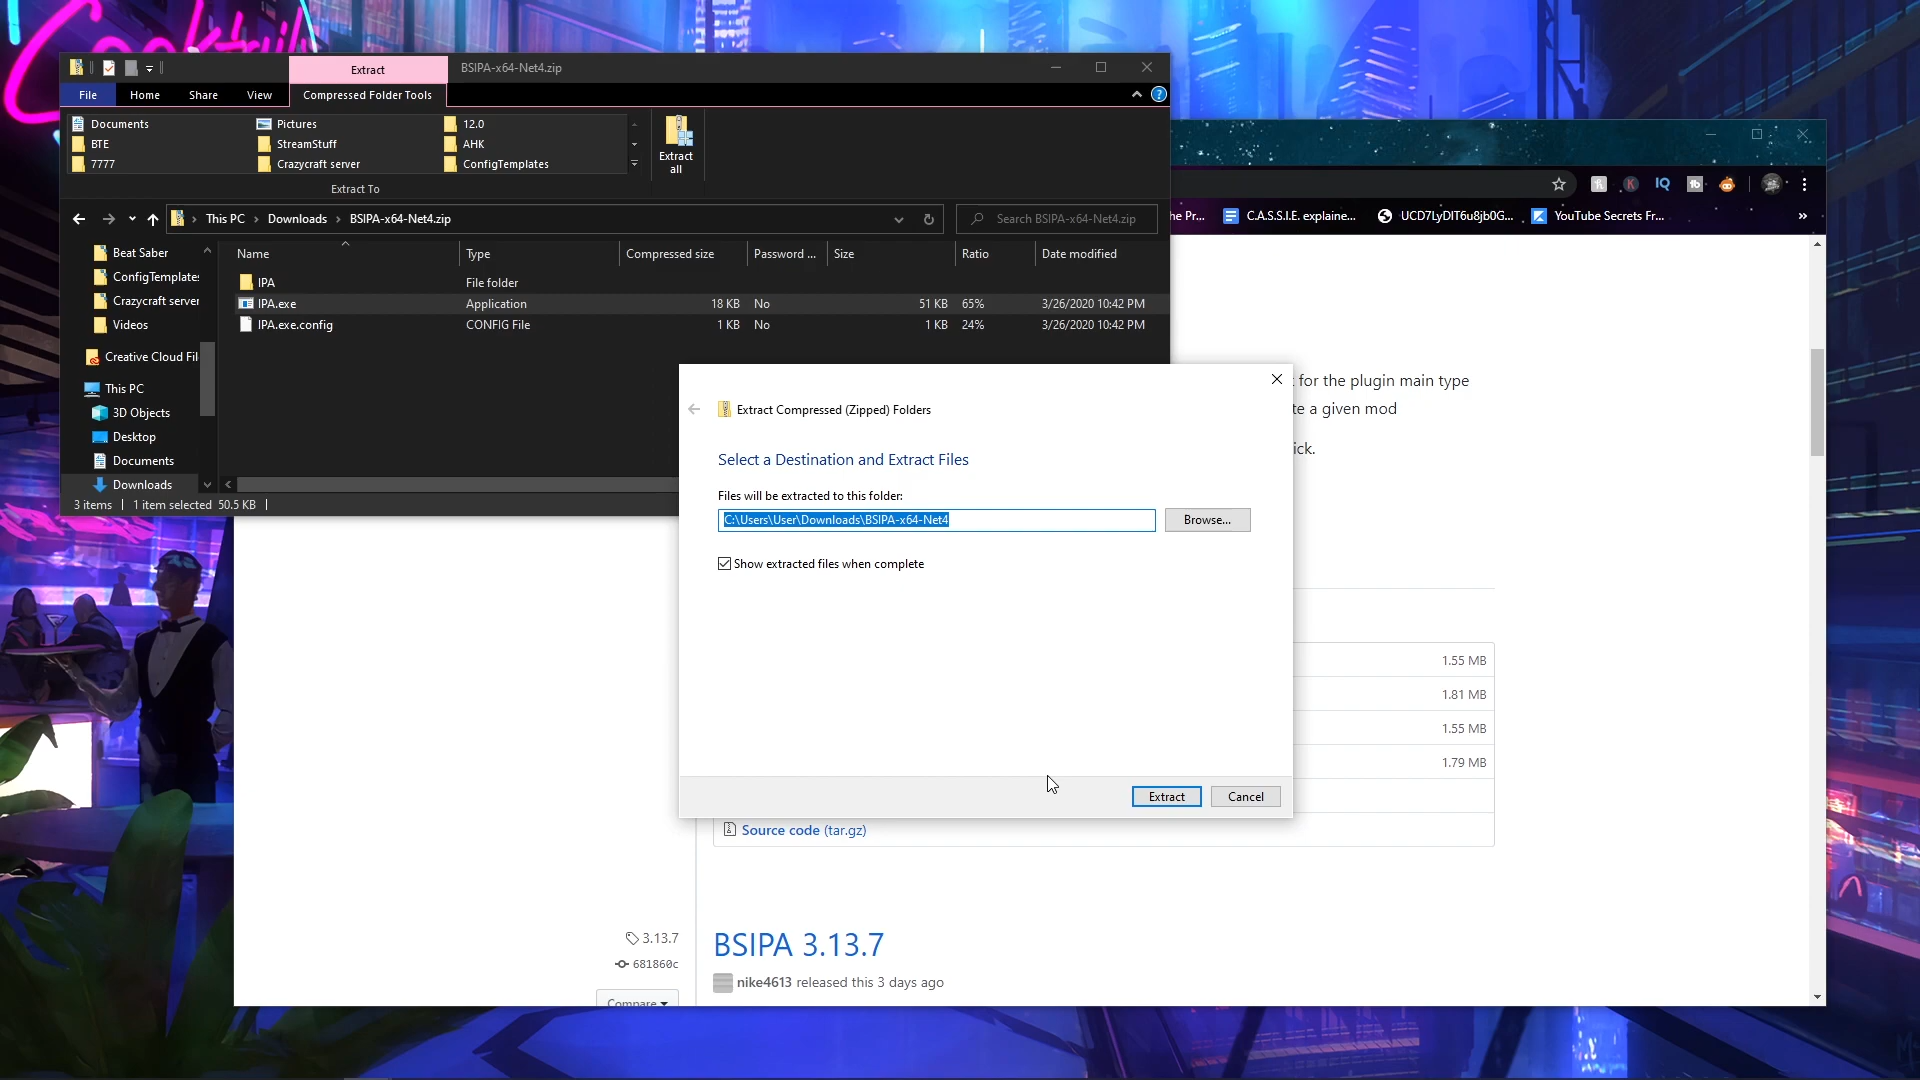 Cocktails
Extract
BSIPA-x64-Net4.zip
File
Home
Share
View
Compressed Folder Tools
Documents
Pictures
12.0
BTE
StreamStuff
AHK
7777
Crazycraft server
ConfigTemplates
Extract all
Extract To
This PC
Downloads
BSIPA-x64-Net4.zip
Search BSIPA-x64-Net4.zip
IQ
he Pr...
C.A.S.S.I.E. explaine...
UCD7LyDlT6u8jb0G...
YouTube Secrets Fr...
»
Beat Saber
ConfigTemplates
Crazycraft server
Videos
Creative Cloud Fil
This PC
3D Objects
Desktop
Documents
Downloads
Name
Type
Compressed size
Password ...
Size
Ratio
Date modified
IPA
File folder
IPA.exe
Application
18 KB
No
51 KB
65%
3/26/2020 10:42 PM
IPA.exe.config
CONFIG File
1 KB
No
1 KB
24%
3/26/2020 10:42 PM
3 items
1 item selected 50.5 KB
for the plugin main type
te a given mod
ick.
Extract Compressed (Zipped) Folders
Select a Destination and Extract Files
Files will be extracted to this folder:
C:\Users\User\Downloads\BSIPA-x64-Net4
Browse...
Show extracted files when complete
Extract
Cancel
1.55 MB
1.81 MB
1.55 MB
1.79 MB
Source code (tar.gz)
3.13.7
681860c
Compare
BSIPA 3.13.7
nike4613 released this 3 days ago